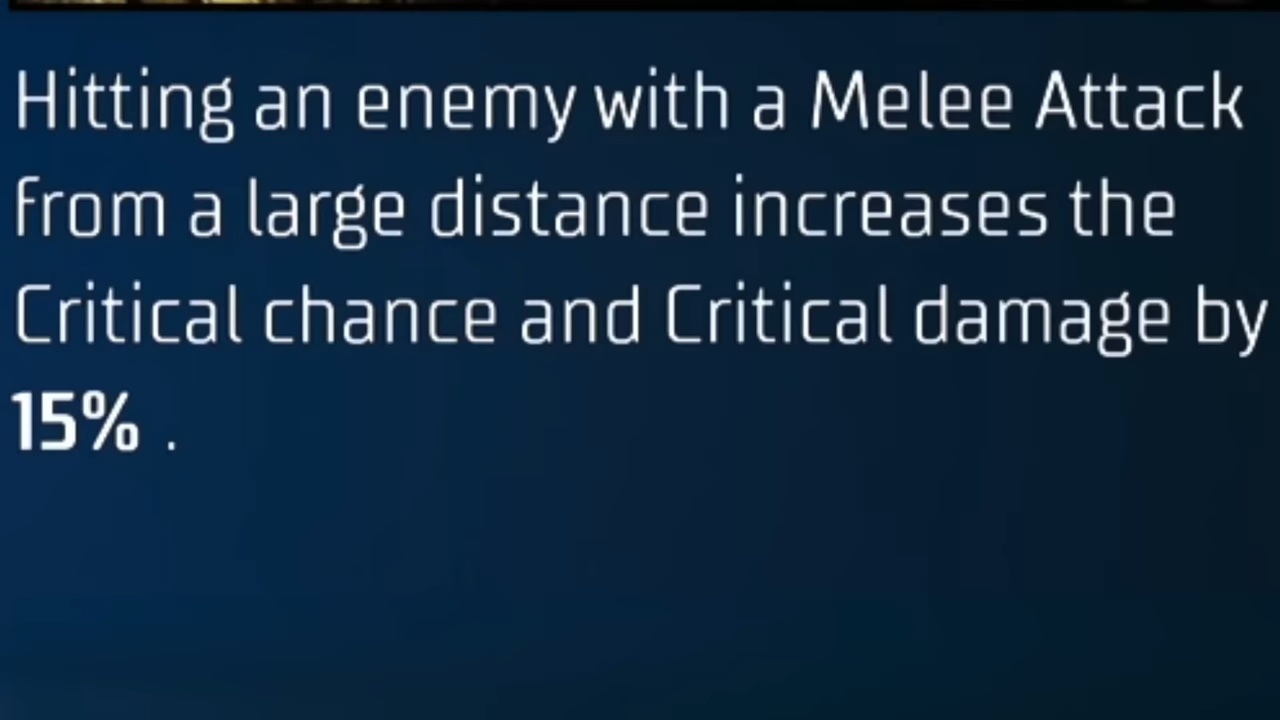 Hitting an enemy with a Melee Attack
from a large distance increases the
Critical chance and Critical damage by
15% .